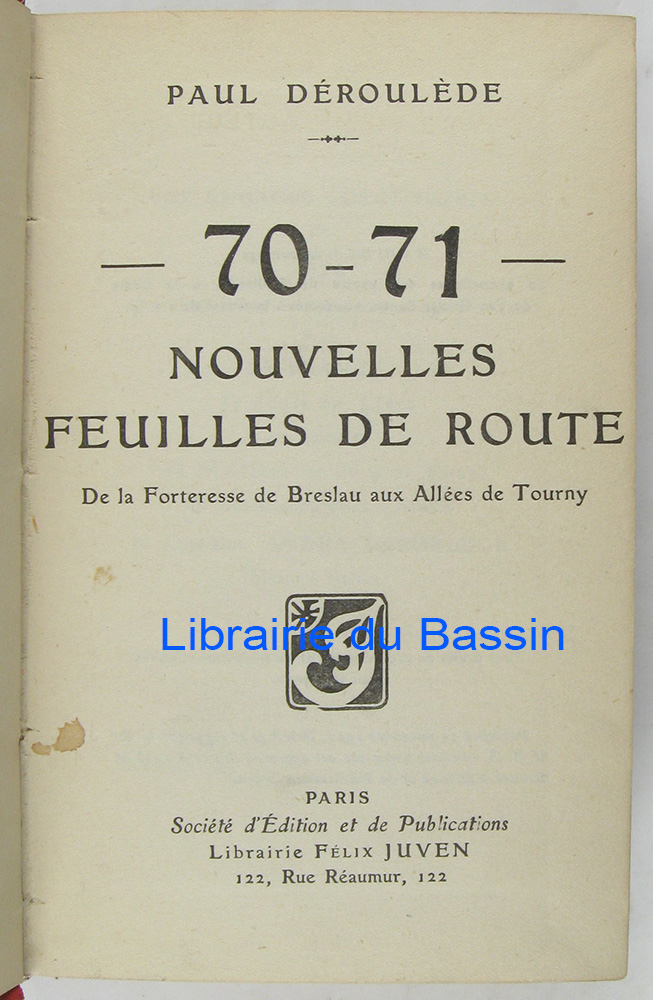 PAUL DÉROULÈDE
— 70-71 —
NOUVELLES
FEUILLES DE ROUTE
De la Forteresse de Breslau aux Allées de Tourny
Librairie du Bassin
PARIS
Société d'Édition et de Publications
Librairie FÉLIX JUVEN
122, Rue Réaumur, 122